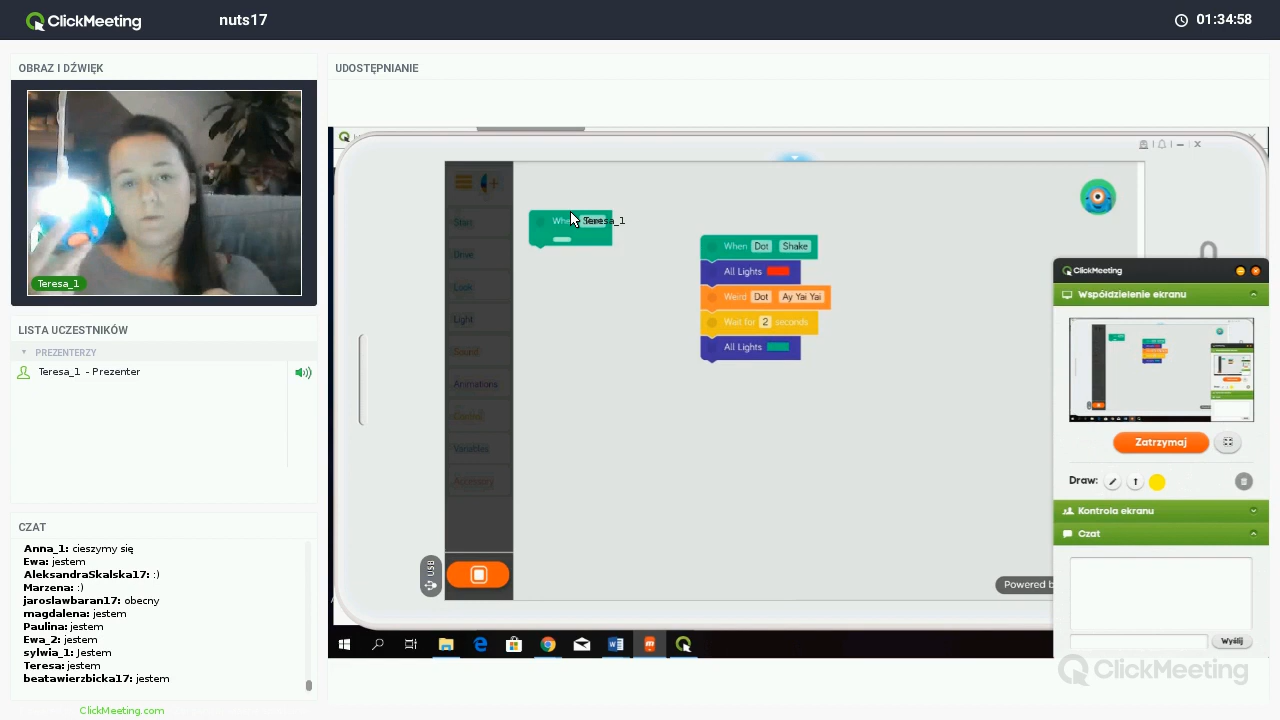 ClickMeeting
nuts17
01:34:58
OBRAZ I DŹWIĘK
UDOSTĘPNIANIE
Teresa_1
LISTA UCZESTNIKÓW
PREZENTERZY
Teresa_1 - Prezenter
CZAT
Anna_1: cieszymy się
Ewa: jestem
AleksandraSkalska17: :)
Marzena: :)
jaroslawbaran17: obecny
magdalena: jestem
Paulina: jestem
Ewa_2: jestem
sylwia_1: Jestem
Teresa: jestem
beatawierzbicka17: jestem
ClickMeeting.com
Start
Drive
Look
Light
Sound
Animations
Control
Variables
Accessory
When
Teresa_1
When Dot Shake
All Lights
Weird Dot Ay Yai Yai
Wait for 2 seconds
All Lights
USB
Powered by
ClickMeeting
Współdzielenie ekranu
Zatrzymaj
Draw:
Kontrola ekranu
Czat
Wyślij
ClickMeeting